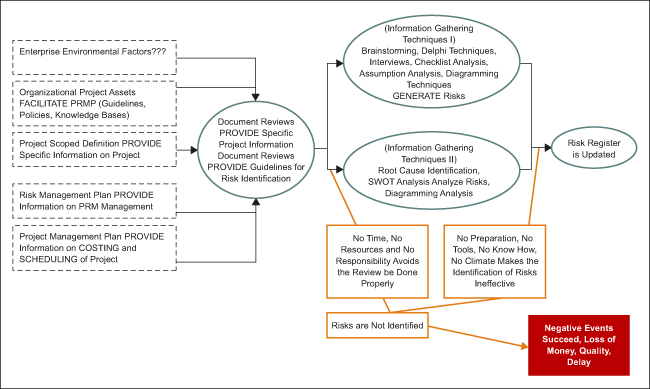 Enterprise Environmental Factors???
Organizational Project Assets
FACILITATE PRMP (Guidelines,
Policies, Knowledge Bases)
Project Scoped Definition PROVIDE
Specific Information on Project
Risk Management Plan PROVIDE
Information on PRM Management
Project Management Plan PROVIDE
Information on COSTING and
SCHEDULING of Project
Document Reviews
PROVIDE Specific
Project Information
Document Reviews
PROVIDE Guidelines for
Risk Identification
(Information Gathering
Techniques I)
Brainstorming, Delphi Techniques,
Interviews, Checklist Analysis,
Assumption Analysis, Diagramming
Techniques
GENERATE Risks
(Information Gathering
Techniques II)
Root Cause Identification,
SWOT Analysis Analyze Risks,
Diagramming Analysis
Risk Register
is Updated
No Time, No
Resources and No
Responsibility Avoids
the Review be Done
Properly
No Preparation, No
Tools, No Know How,
No Climate Makes the
Identification of Risks
Ineffective
Risks are Not Identified
Negative Events
Succeed, Loss of
Money, Quality,
Delay